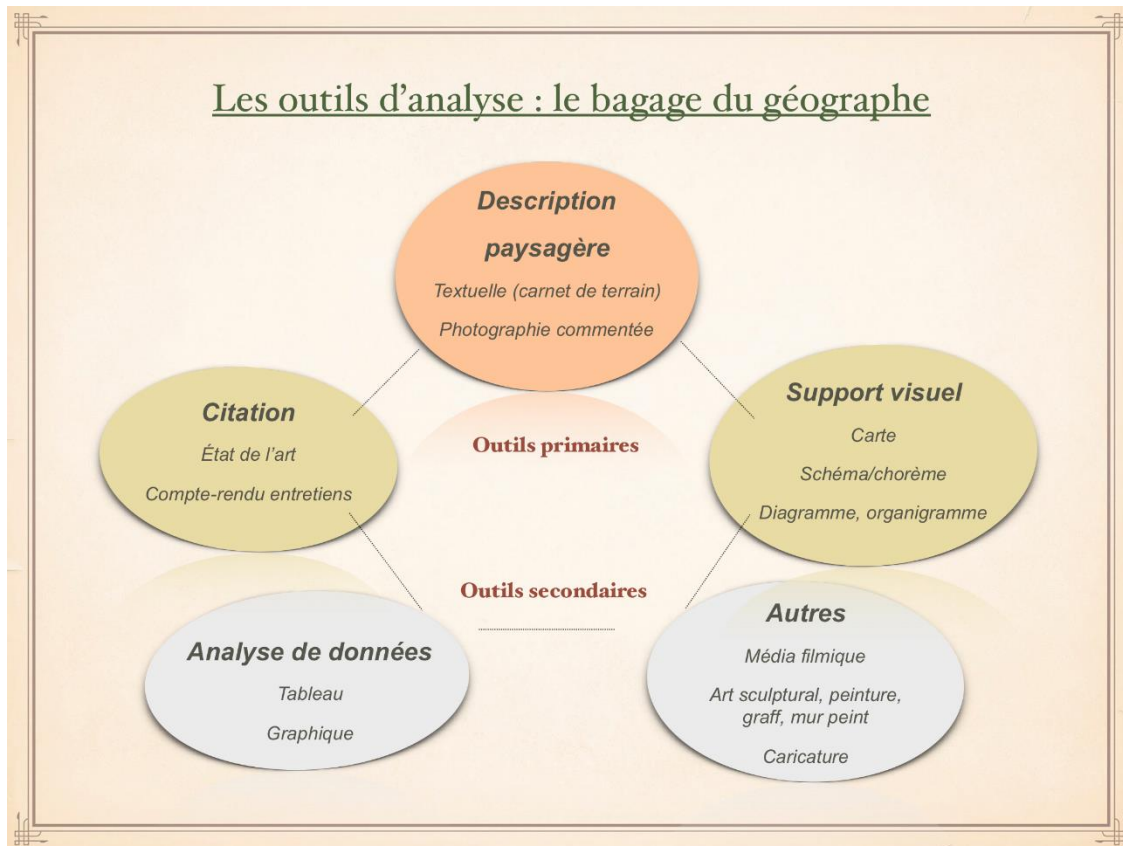 Les outils d’analyse : le bagage du géographe
Description
paysagère
Textuelle (carnet de terrain)
Photographie commentée
Citation
État de l’art
Compte-rendu entretiens
Outils primaires
Support visuel
Carte
Schéma/chorème
Diagramme, organigramme
Outils secondaires
Analyse de données
Tableau
Graphique
Autres
Média filmique
Art sculptural, peinture,
graff, mur peint
Caricature